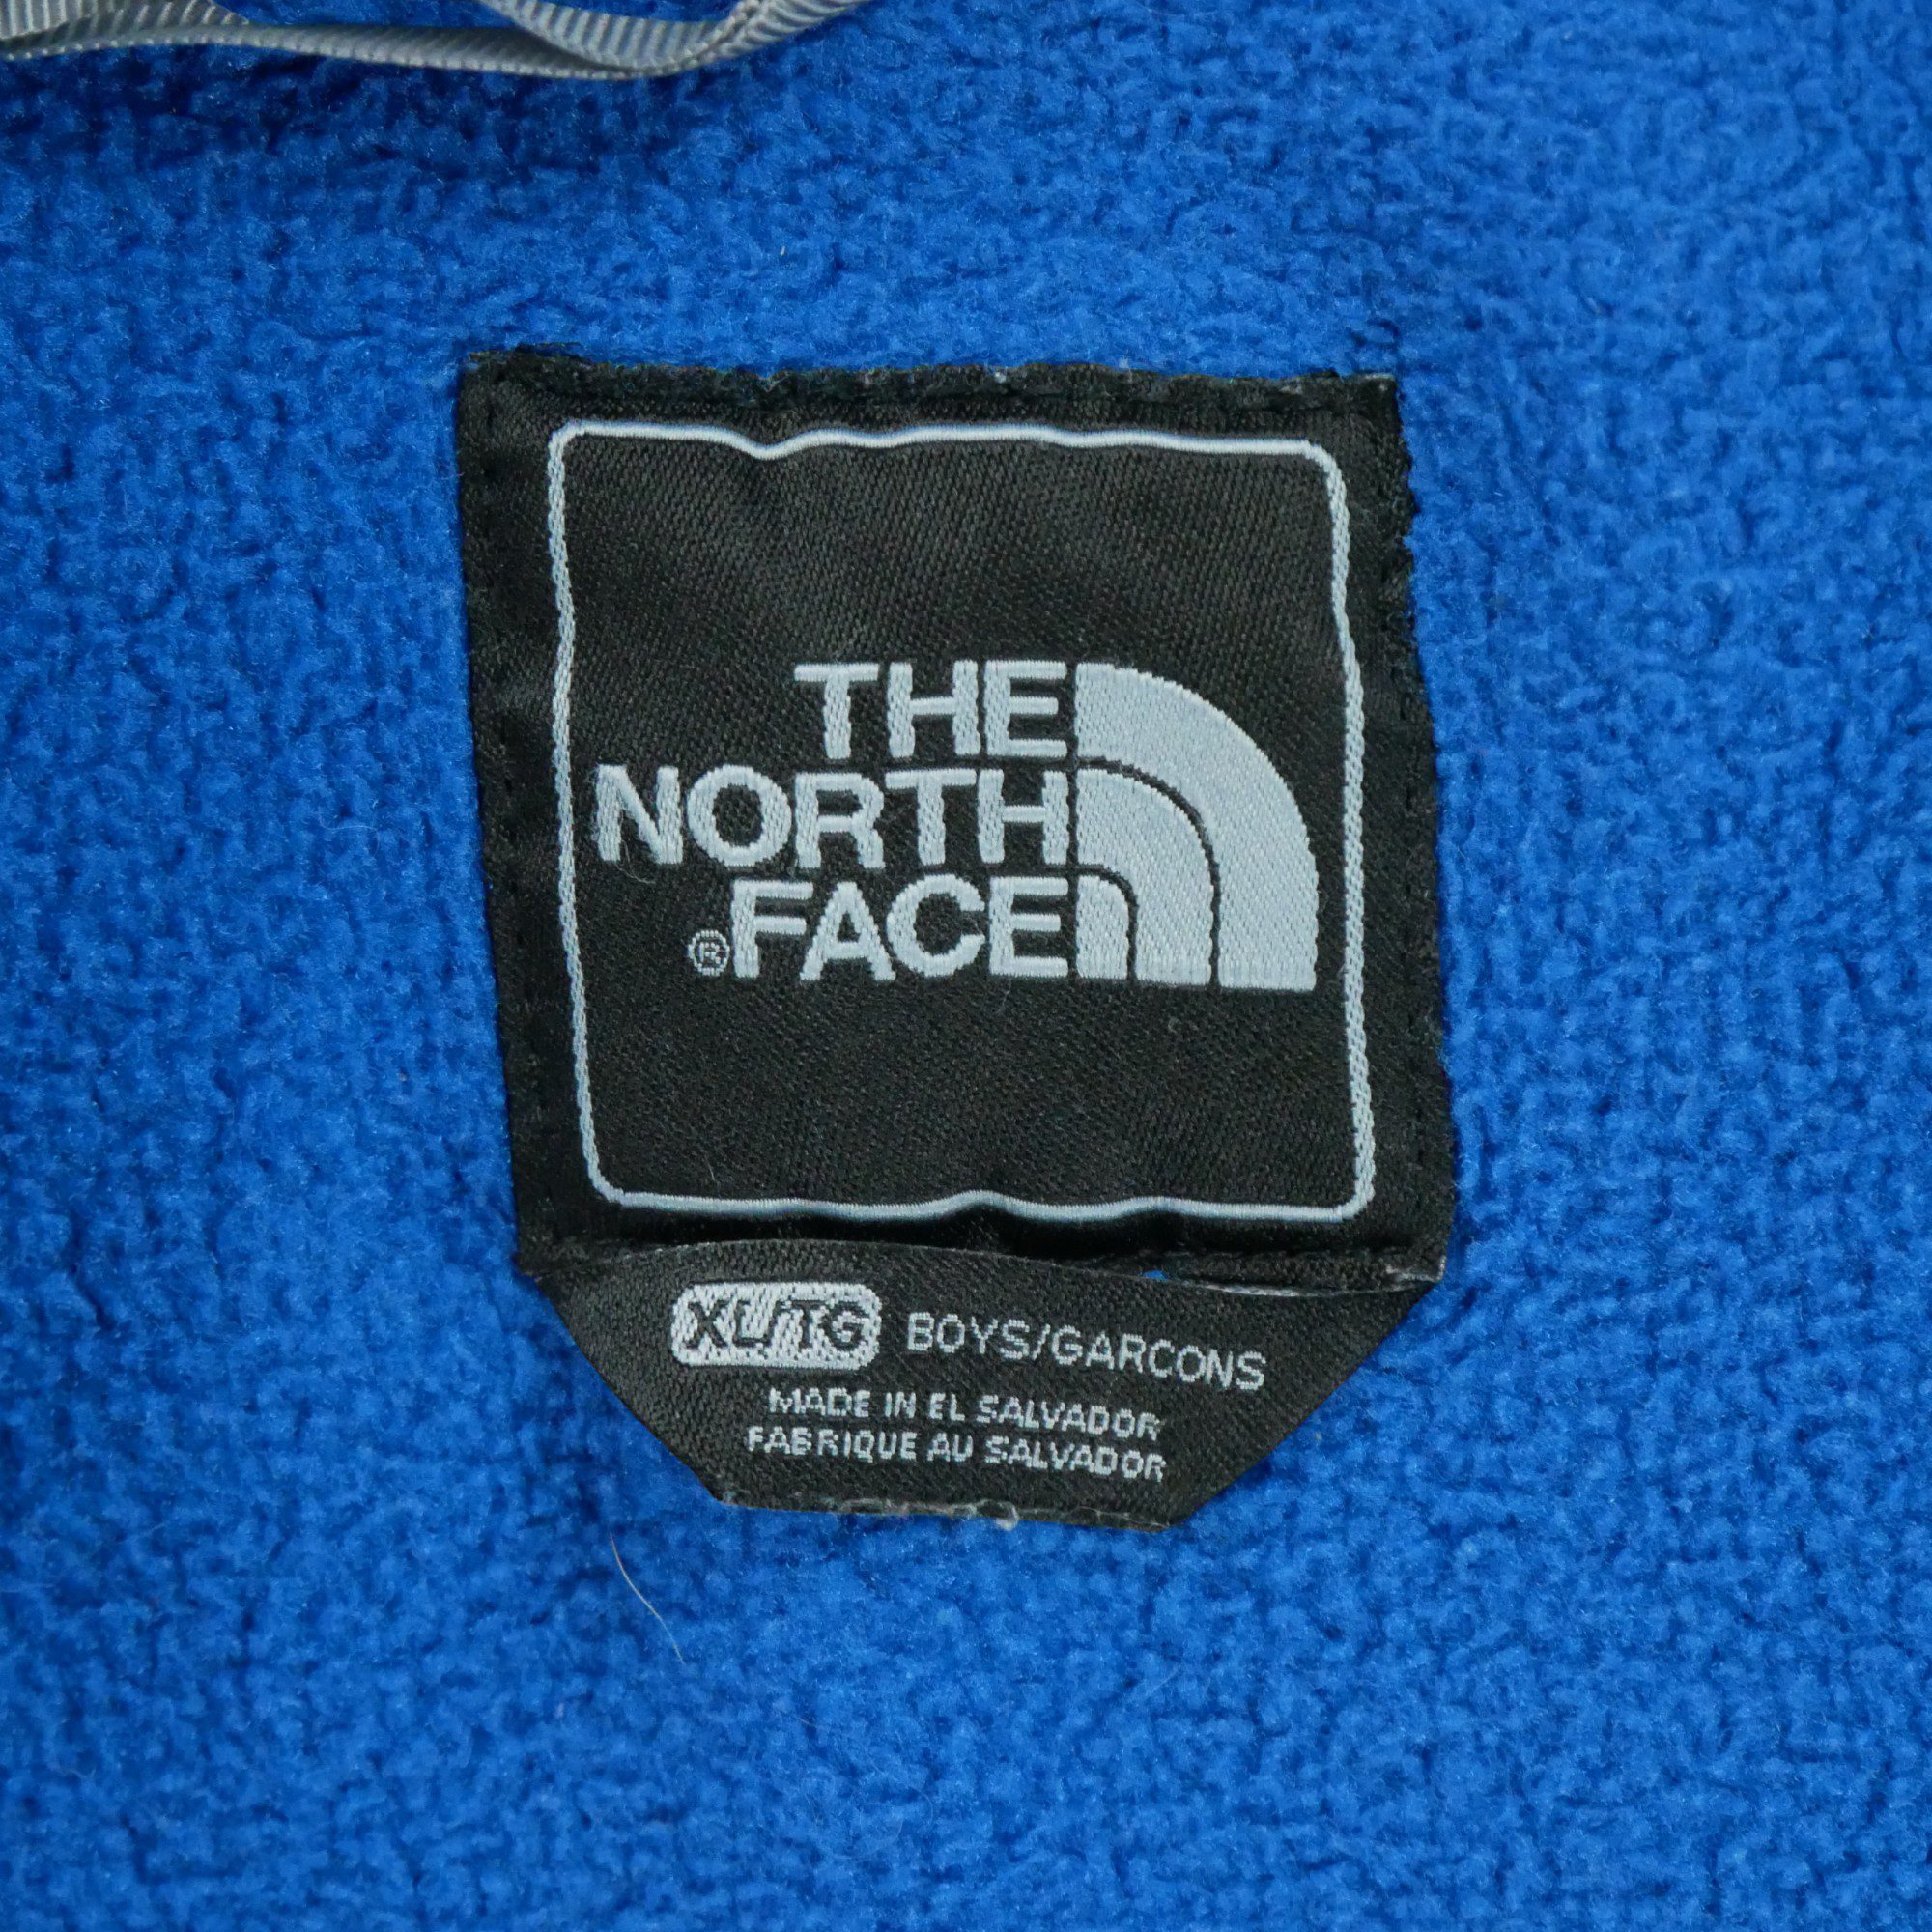 THE
NORTH
®FACE
XL/TG BOYS/GARCONS
MADE IN EL SALVADOR
FABRIQUE AU SALVADOR